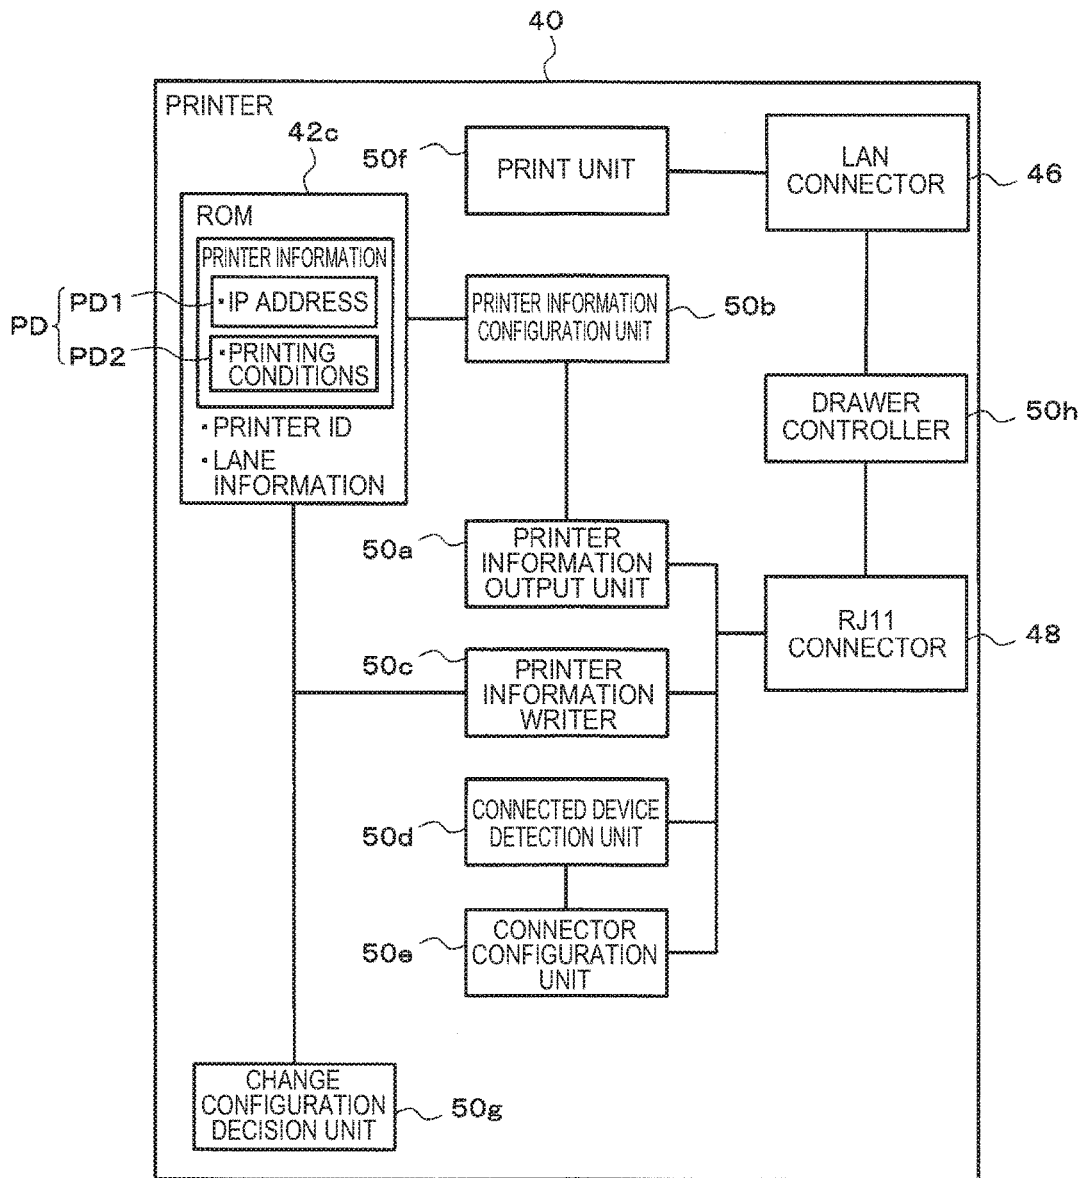 40
PRINTER
42c
ROM
PRINTER INFORMATION
・IP ADDRESS
・PRINTING
CONDITIONS
・PRINTER ID
・LANE
INFORMATION
PD
PD1
PD2
50f
PRINT UNIT
LAN
CONNECTOR
46
PRINTER INFORMATION
CONFIGURATION UNIT
50b
DRAWER
CONTROLLER
50h
50a
PRINTER
INFORMATION
OUTPUT UNIT
RJ11
CONNECTOR
48
50c
PRINTER
INFORMATION
WRITER
50d
CONNECTED DEVICE
DETECTION UNIT
50e
CONNECTOR
CONFIGURATION
UNIT
CHANGE
CONFIGURATION
DECISION UNIT
50g